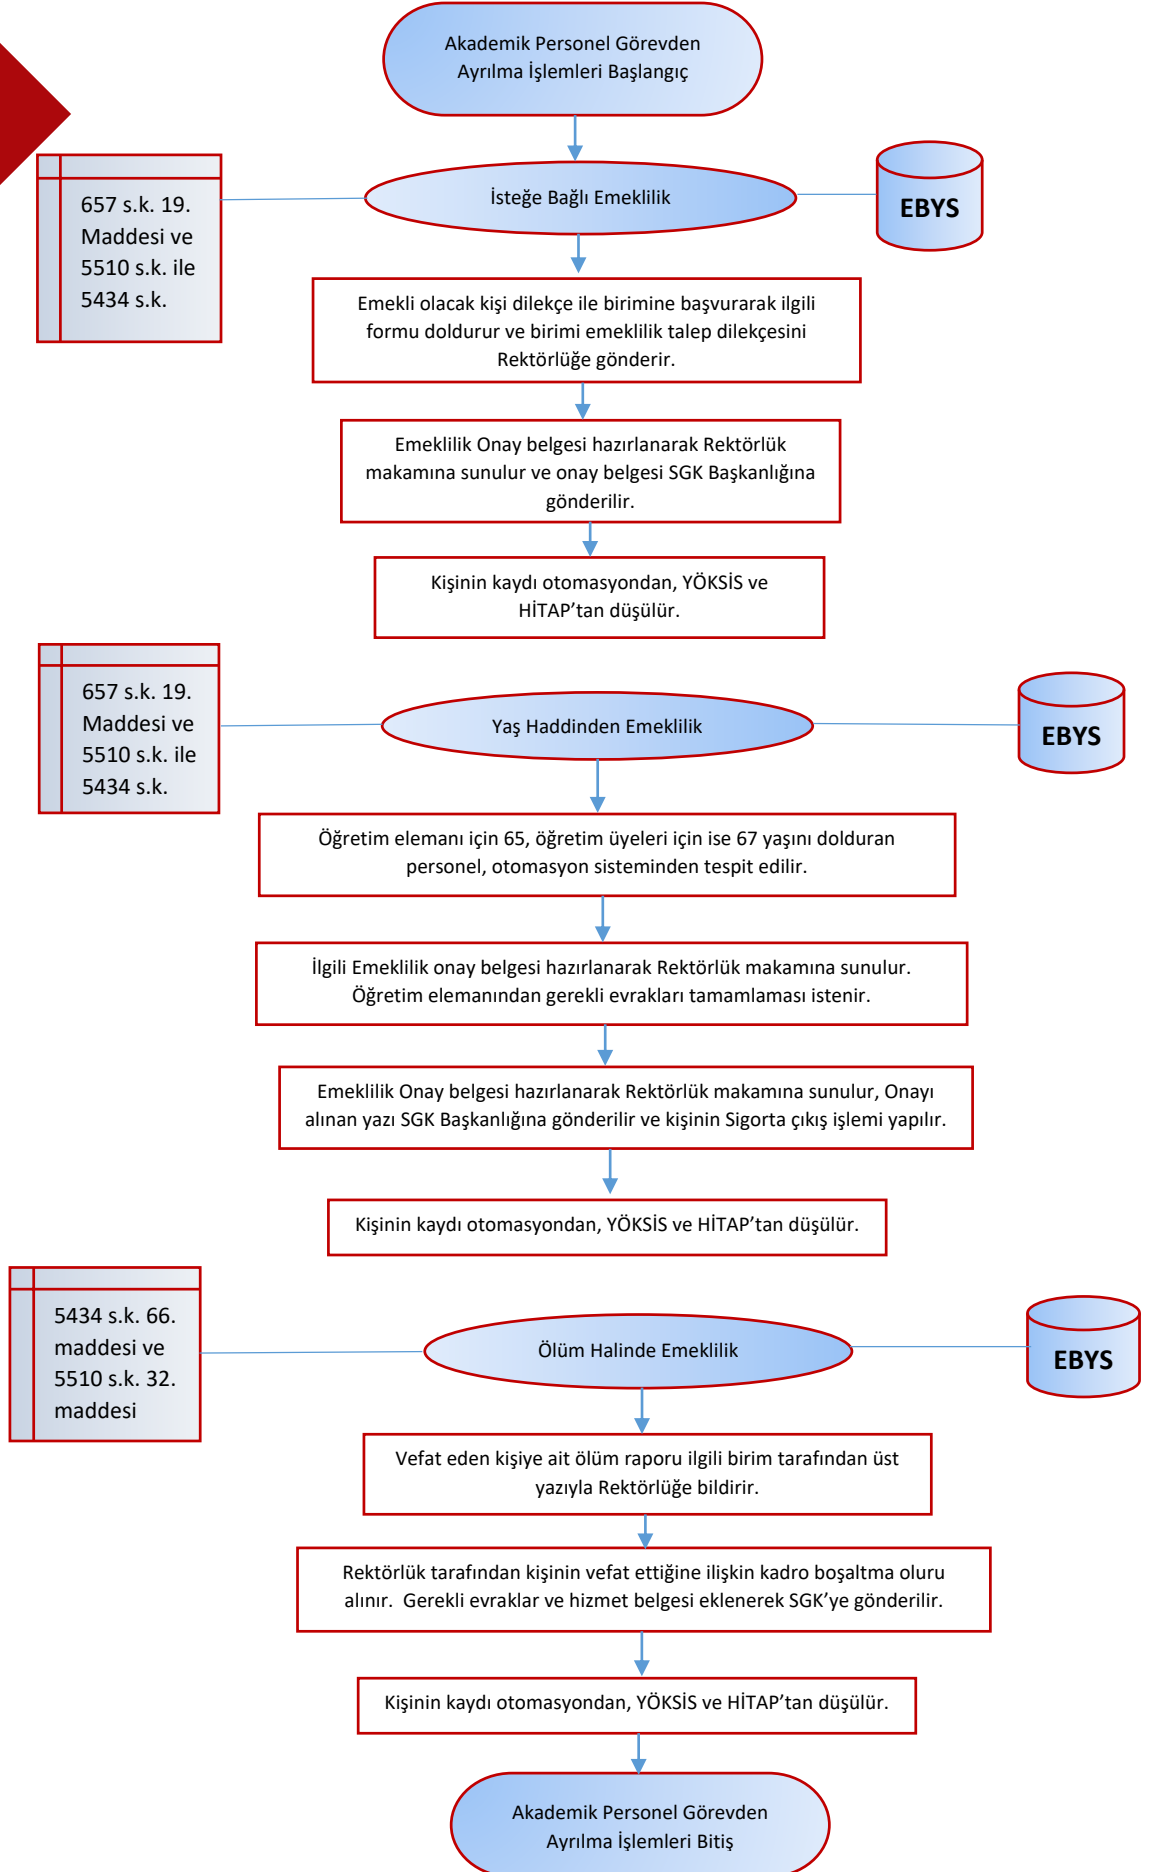 Akademik Personel Görevden
Ayrılma İşlemleri Başlangıç
657 s.k. 19.
Maddesi ve
5510 s.k. ile
5434 s.k.
İsteğe Bağlı Emeklilik
EBYS
Emekli olacak kişi dilekçe ile birimine başvurarak ilgili
formu doldurur ve birimi emeklilik talep dilekçesini
Rektörlüğe gönderir.
Emeklilik Onay belgesi hazırlanarak Rektörlük
makamına sunulur ve onay belgesi SGK Başkanlığına
gönderilir.
Kişinin kaydı otomasyondan, YÖKSİS ve
HİTAP’tan düşülür.
657 s.k. 19.
Maddesi ve
5510 s.k. ile
5434 s.k.
Yaş Haddinden Emeklilik
EBYS
Öğretim elemanı için 65, öğretim üyeleri için ise 67 yaşını dolduran
personel, otomasyon sisteminden tespit edilir.
İlgili Emeklilik onay belgesi hazırlanarak Rektörlük makamına sunulur.
Öğretim elemanından gerekli evrakları tamamlaması istenir.
Emeklilik Onay belgesi hazırlanarak Rektörlük makamına sunulur, Onayı
alınan yazı SGK Başkanlığına gönderilir ve kişinin Sigorta çıkış işlemi yapılır.
Kişinin kaydı otomasyondan, YÖKSİS ve HİTAP’tan düşülür.
5434 s.k. 66.
maddesi ve
5510 s.k. 32.
maddesi
Ölüm Halinde Emeklilik
EBYS
Vefat eden kişiye ait ölüm raporu ilgili birim tarafından üst
yazıyla Rektörlüğe bildirir.
Rektörlük tarafından kişinin vefat ettiğine ilişkin kadro boşaltma oluru
alınır.  Gerekli evraklar ve hizmet belgesi eklenerek SGK’ye gönderilir.
Kişinin kaydı otomasyondan, YÖKSİS ve HİTAP’tan düşülür.
Akademik Personel Görevden
Ayrılma İşlemleri Bitiş